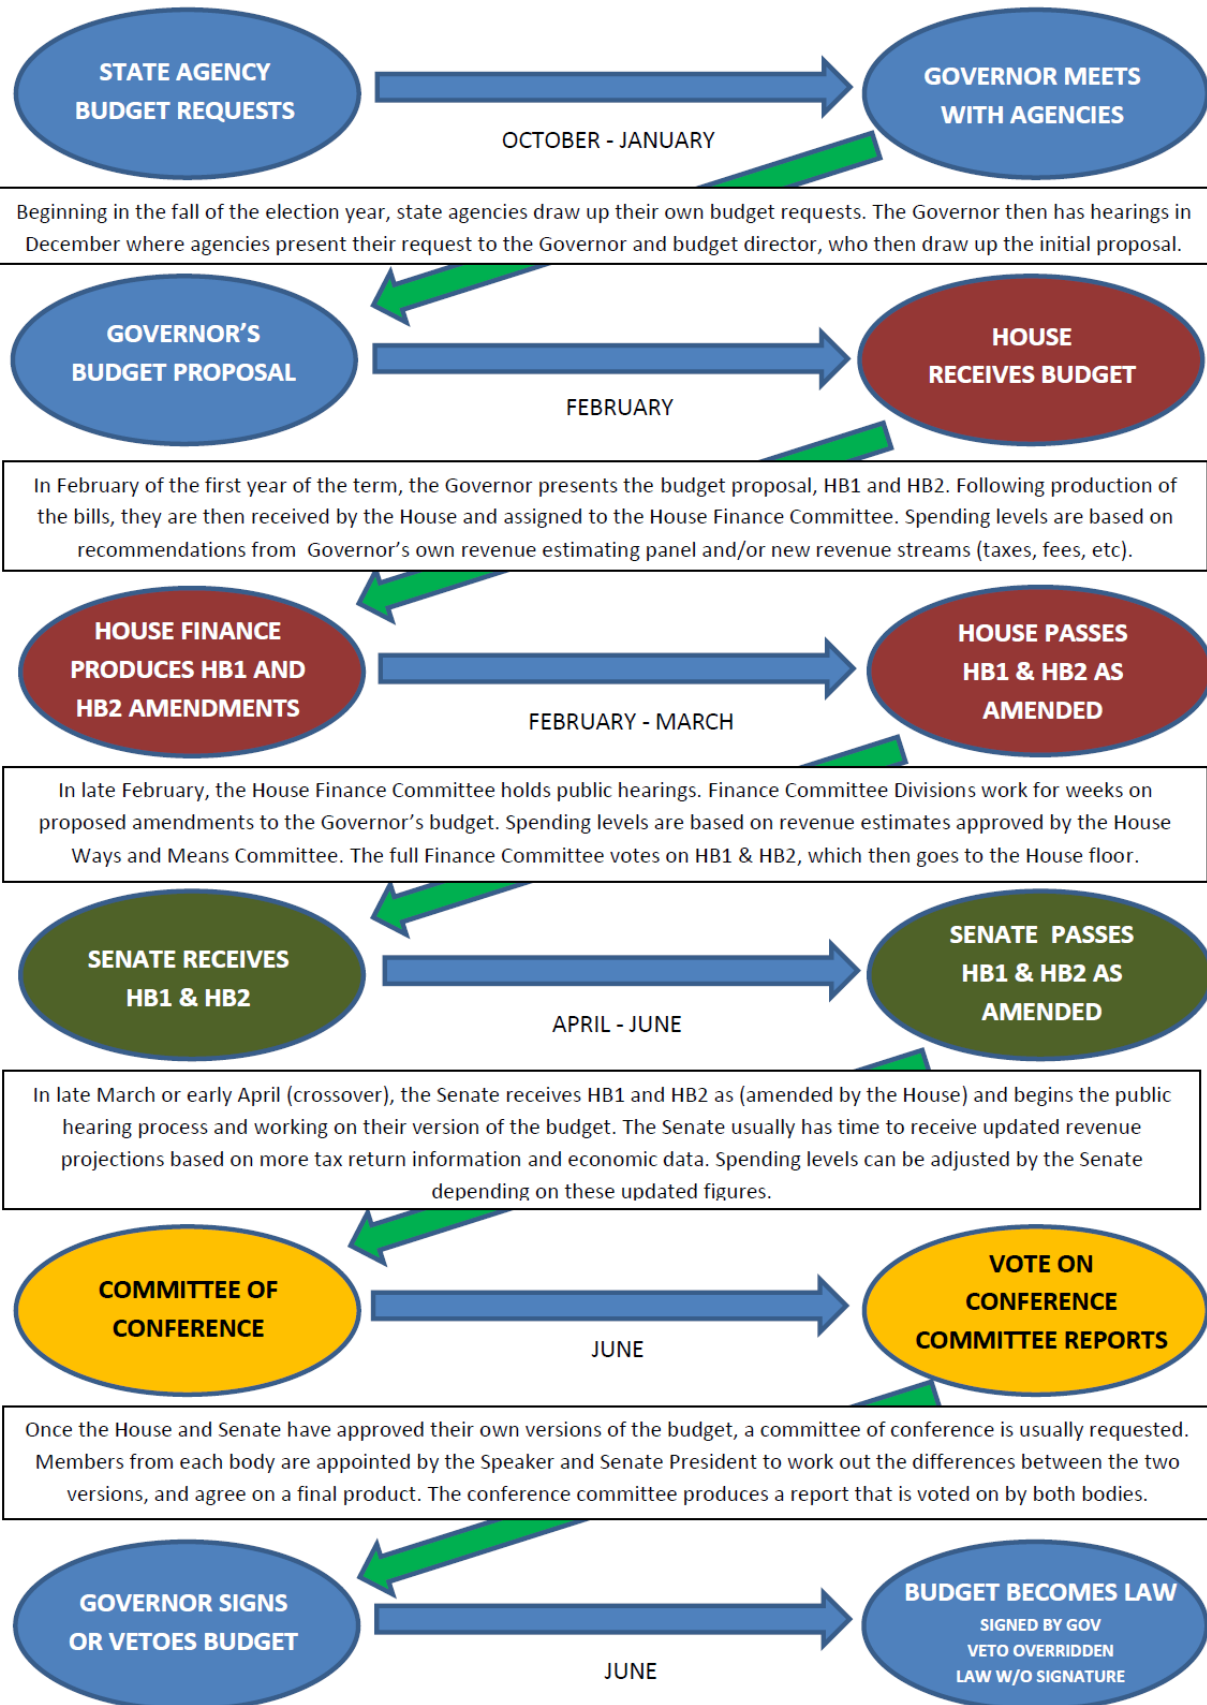 STATE AGENCY
BUDGET REQUESTS
OCTOBER - JANUARY
GOVERNOR MEETS
WITH AGENCIES
Beginning in the fall of the election year, state agencies draw up their own budget requests. The Governor then has hearings in
December where agencies present their request to the Governor and budget director, who then draw up the initial proposal.
GOVERNOR’S
BUDGET PROPOSAL
FEBRUARY
HOUSE
RECEIVES BUDGET
In February of the first year of the term, the Governor presents the budget proposal, HB1 and HB2. Following production of
the bills, they are then received by the House and assigned to the House Finance Committee. Spending levels are based on
recommendations from Governor’s own revenue estimating panel and/or new revenue streams (taxes, fees, etc).
HOUSE FINANCE
PRODUCES HB1 AND
HB2 AMENDMENTS
FEBRUARY - MARCH
HOUSE PASSES
HB1 & HB2 AS
AMENDED
In late February, the House Finance Committee holds public hearings. Finance Committee Divisions work for weeks on
proposed amendments to the Governor’s budget. Spending levels are based on revenue estimates approved by the House
Ways and Means Committee. The full Finance Committee votes on HB1 & HB2, which then goes to the House floor.
SENATE RECEIVES
HB1 & HB2
APRIL - JUNE
SENATE PASSES
HB1 & HB2 AS
AMENDED
In late March or early April (crossover), the Senate receives HB1 and HB2 as (amended by the House) and begins the public
hearing process and working on their version of the budget. The Senate usually has time to receive updated revenue
projections based on more tax return information and economic data. Spending levels can be adjusted by the Senate
depending on these updated figures.
COMMITTEE OF
CONFERENCE
JUNE
VOTE ON
CONFERENCE
COMMITTEE REPORTS
Once the House and Senate have approved their own versions of the budget, a committee of conference is usually requested.
Members from each body are appointed by the Speaker and Senate President to work out the differences between the two
versions, and agree on a final product. The conference committee produces a report that is voted on by both bodies.
GOVERNOR SIGNS
OR VETOES BUDGET
JUNE
BUDGET BECOMES LAW
SIGNED BY GOV
VETO OVERRIDDEN
LAW W/O SIGNATURE